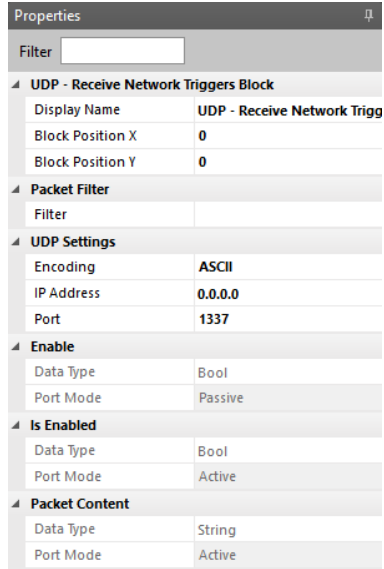 Properties
Filter
UDP - Receive Network Triggers Block
Display Name UDP - Receive Network Trigg
Block Position X 0
Block Position Y 0
Packet Filter
Filter
UDP Settings
Encoding ASCII
IP Address 0.0.0.0
Port 1337
Enable
Data Type Bool
Port Mode Passive
Is Enabled
Data Type Bool
Port Mode Active
Packet Content
Data Type String
Port Mode Active